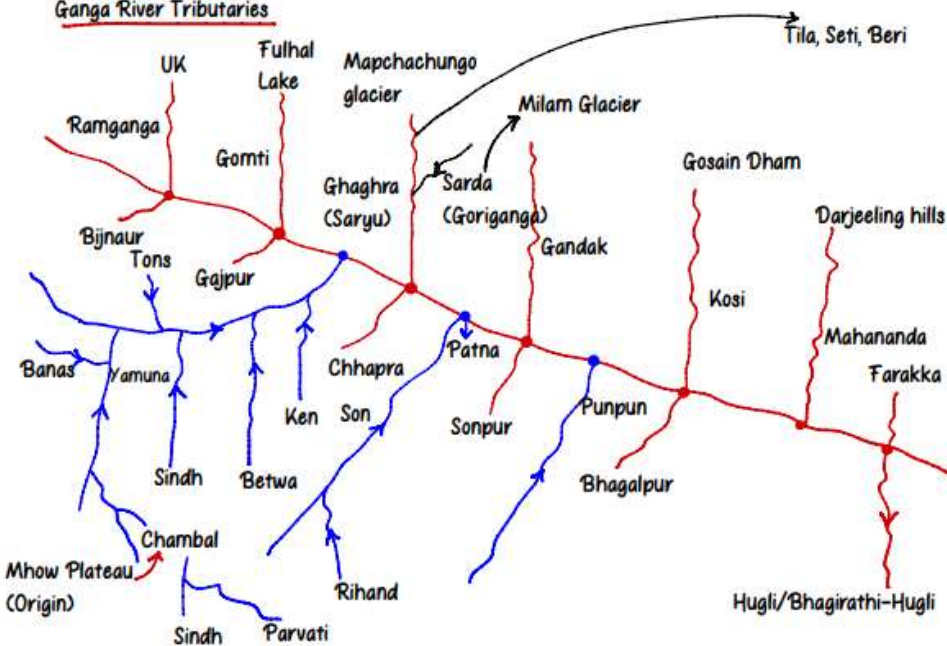 Ganga River Tributaries
Tila, Seti, Beri
UK
Fulhal
Lake
Mapchachungo
glacier
Milam Glacier
Ramganga
Gomti
Ghaghra
(Saryu)
Sarda
(Goriganga)
Gosain Dham
Darjeeling hills
Bijnaur
Tons
Gajpur
Gandak
Kosi
Mahananda
Farakka
Banas
Yamuna
Chhapra
Patna
Ken
Son
Sonpur
Punpun
Sindh
Betwa
Bhagalpur
Chambal
Mhow Plateau
(Origin)
Rihand
Hugli/Bhagirathi-Hugli
Sindh
Parvati